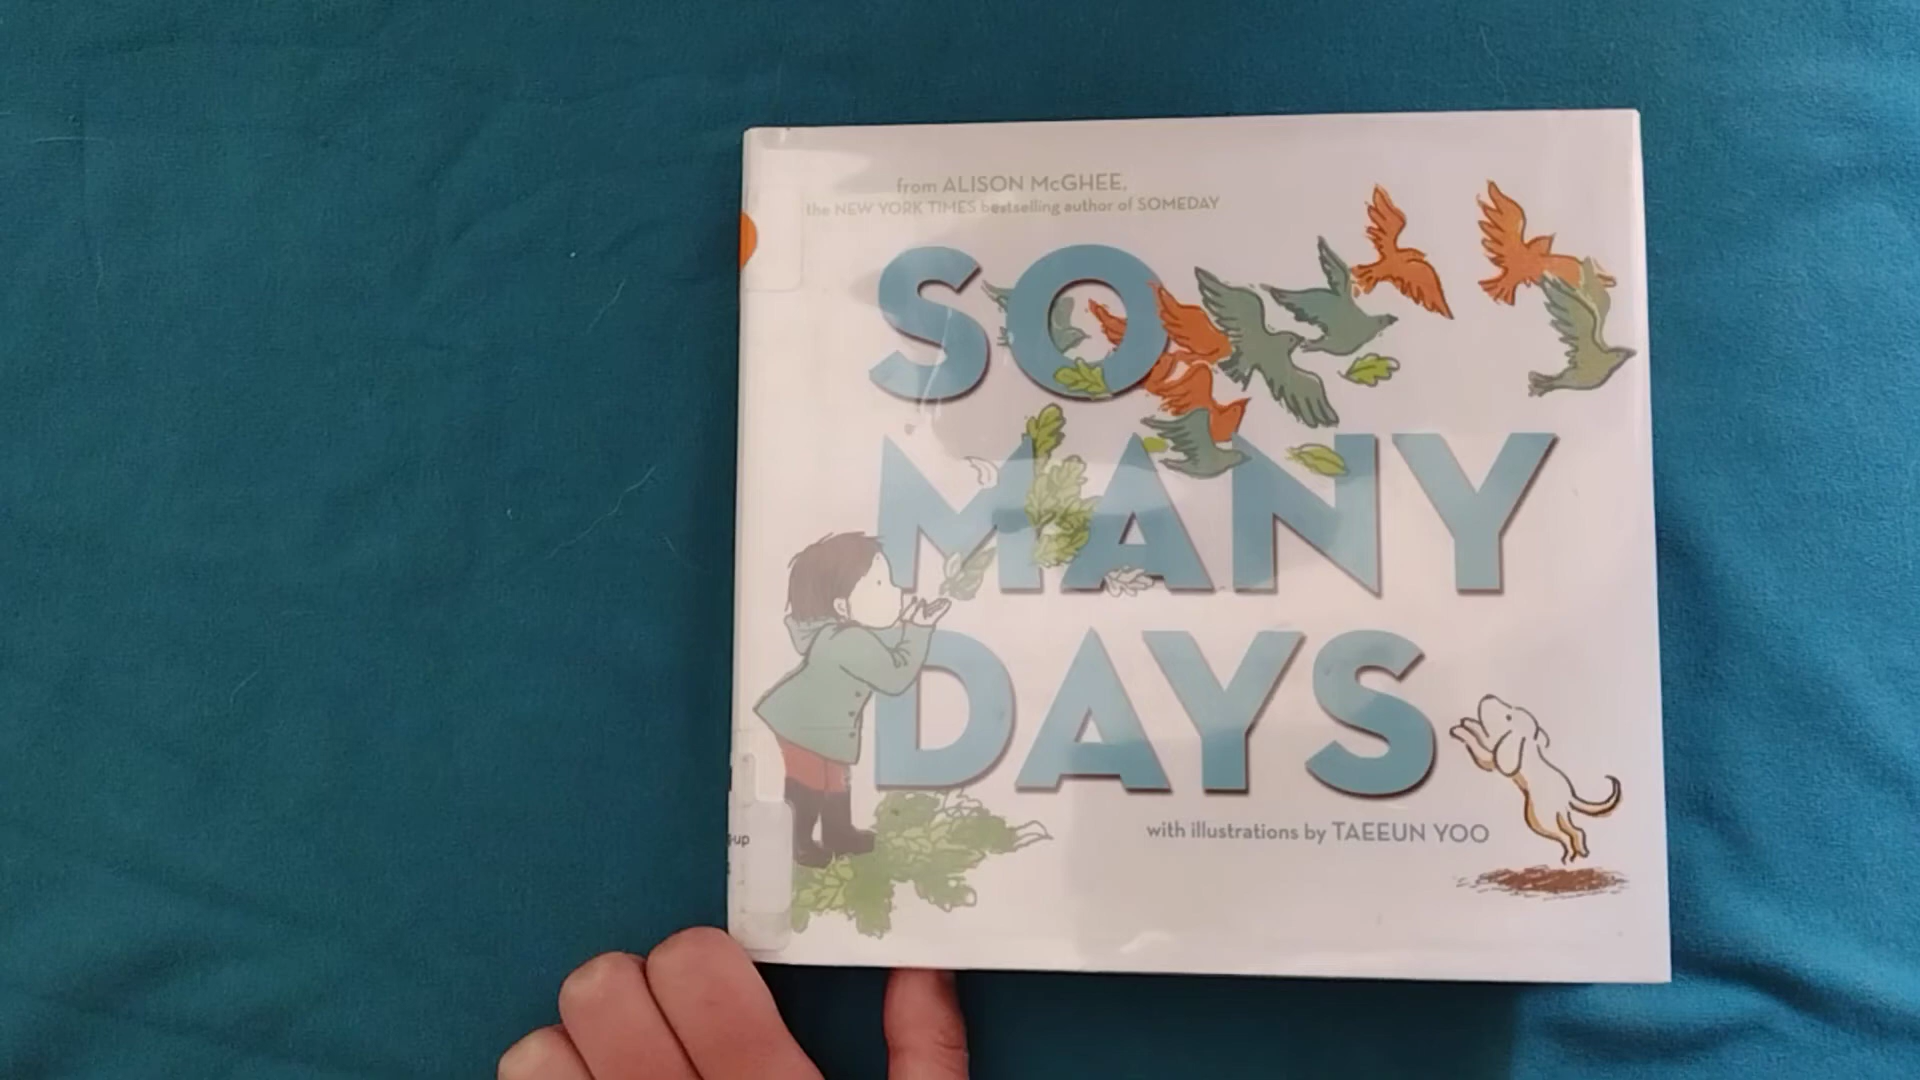 from ALISON McGHEE,
the NEW YORK TIMES bestselling author of SOMEDAY
SO
MANY
DAYS
with illustrations by TAEEUN YOO
-up